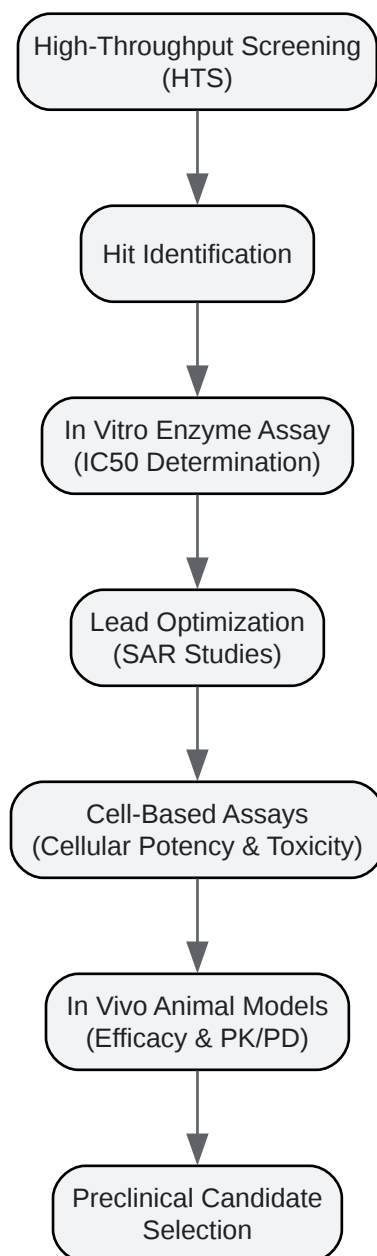 High-Throughput Screening
(HTS)
Hit Identification
In Vitro Enzyme Assay
(IC50 Determination)
Lead Optimization
(SAR Studies)
Cell-Based Assays
(Cellular Potency & Toxicity)
In Vivo Animal Models
(Efficacy & PK/PD)
Preclinical Candidate
Selection